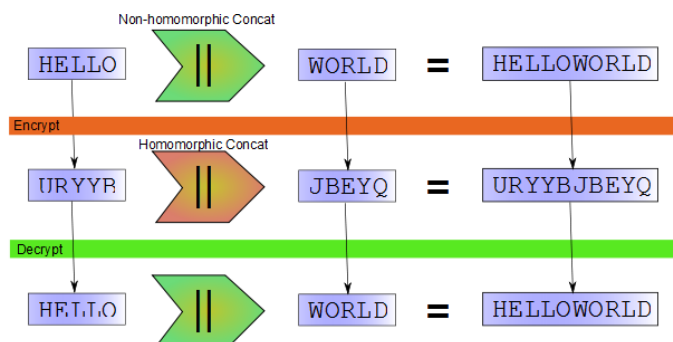 Non-homomorphic Concat
HELLO || WORLD = HELLOWORLD
Encrypt
Homomorphic Concat
URYYB || JBEYQ = URYYBJBEYQ
Decrypt
HELLO || WORLD = HELLOWORLD